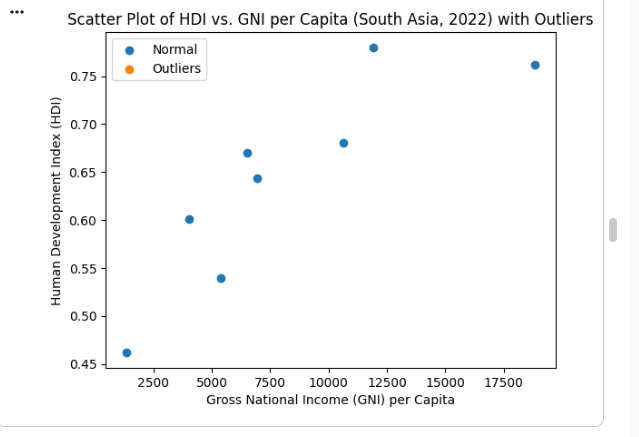 Scatter Plot of HDI vs. GNI per Capita (South Asia, 2022) with Outliers
Normal
Outliers
Human Development Index (HDI)
0.75
0.70
0.65
0.60
0.55
0.50
0.45
2500 5000 7500 10000 12500 15000 17500
Gross National Income (GNI) per Capita